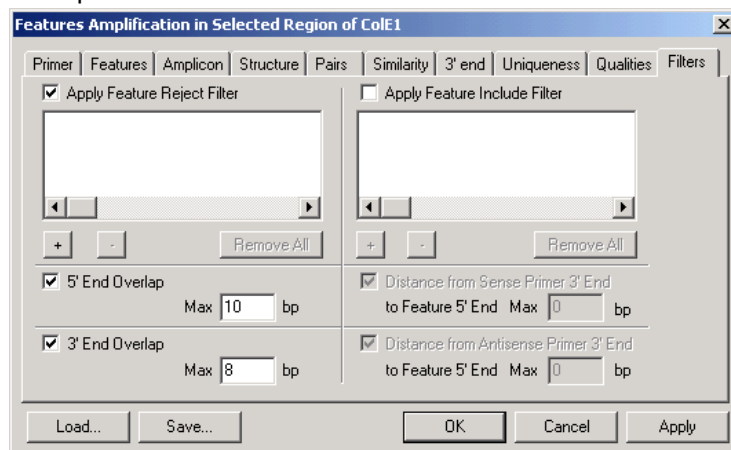 Features Amplification in Selected Region of ColE1
Primer Features Amplicon Structure Pairs Similarity 3' end Uniqueness Qualities Filters
Apply Feature Reject Filter
Apply Feature Include Filter
+ - Remove All
+ - Remove All
5' End Overlap
Max 10 bp
Distance from Sense Primer 3' End
to Feature 5' End Max 0 bp
3' End Overlap
Max 8 bp
Distance from Antisense Primer 3' End
to Feature 5' End Max 0 bp
Load... Save... OK Cancel Apply